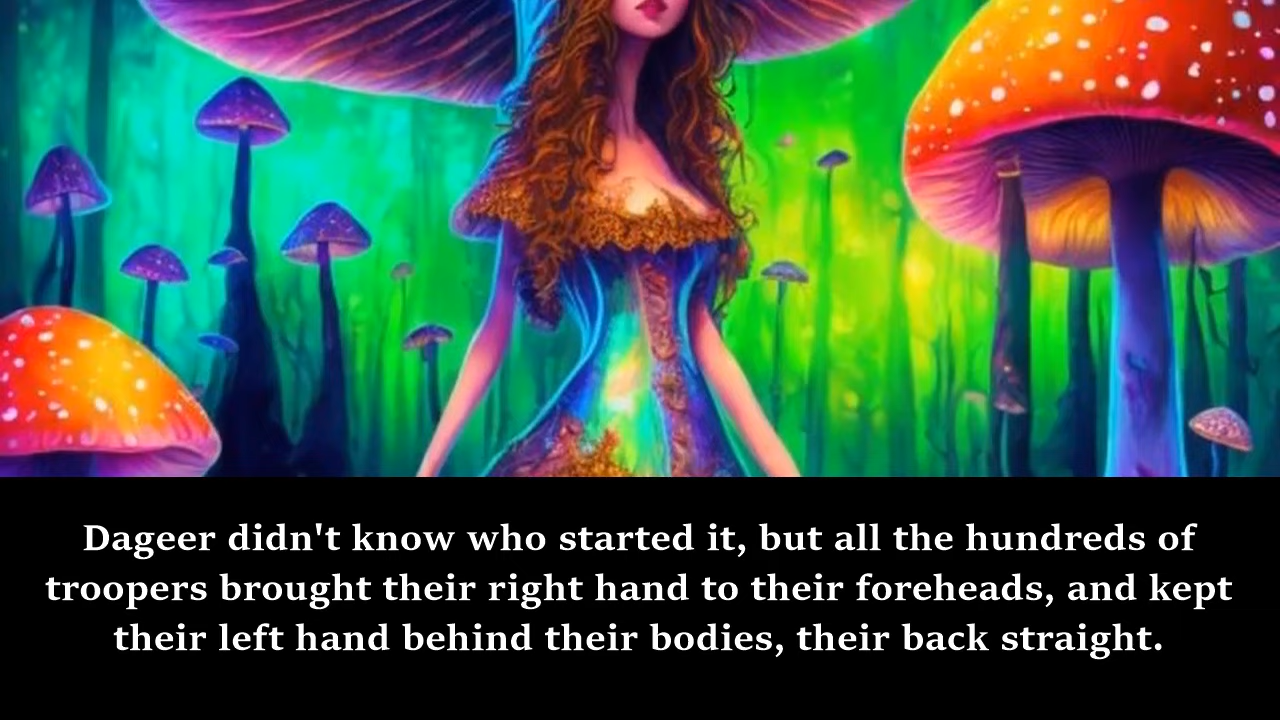 Dageer didn't know who started it, but all the hundreds of
troopers brought their right hand to their foreheads, and kept
their left hand behind their bodies, their back straight.